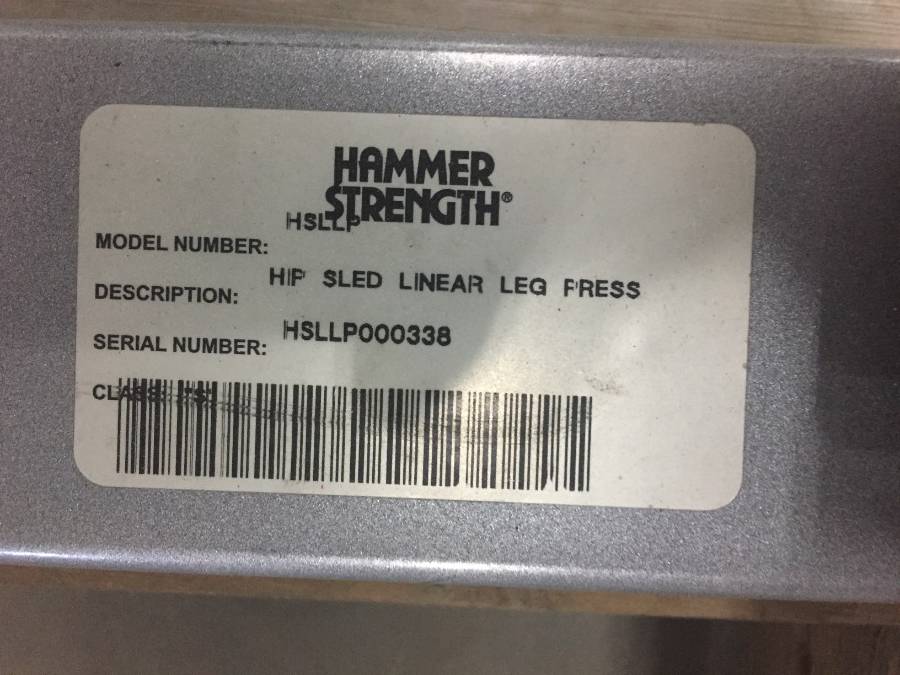 HAMMER
STRENGTH®
MODEL NUMBER: HSLLP
DESCRIPTION: HIP SLED LINEAR LEG PRESS
SERIAL NUMBER: HSLLP000338